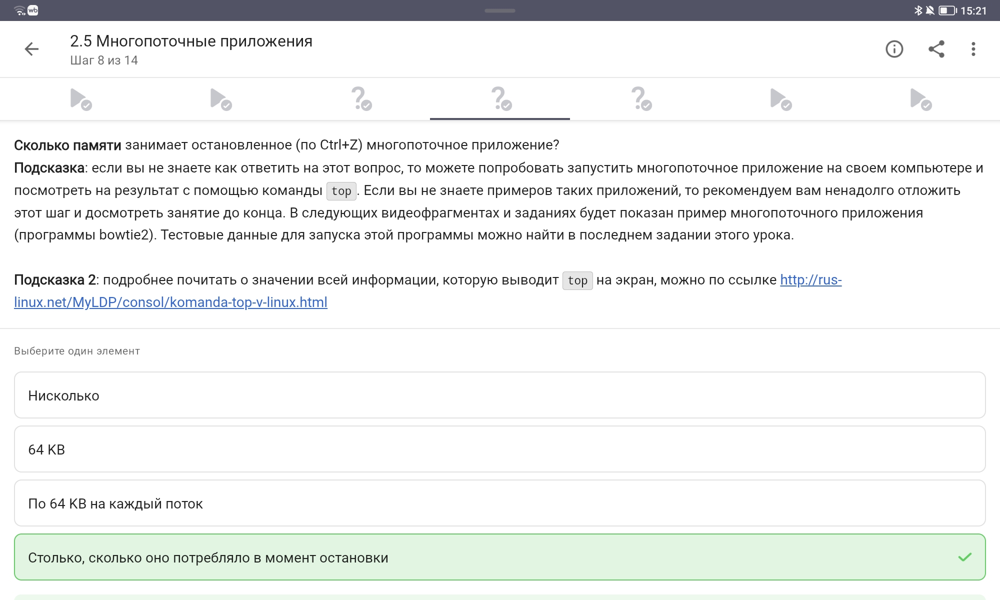 wb
15:21
2.5 Многопоточные приложения
Шаг 8 из 14
Сколько памяти занимает остановленное (по Ctrl+Z) многопоточное приложение?
Подсказка: если вы не знаете как ответить на этот вопрос, то можете попробовать запустить многопоточное приложение на своем компьютере и
посмотреть на результат с помощью команды top. Если вы не знаете примеров таких приложений, то рекомендуем вам ненадолго отложить
этот шаг и досмотреть занятие до конца. В следующих видеофрагментах и заданиях будет показан пример многопоточного приложения
(программы bowtie2). Тестовые данные для запуска этой программы можно найти в последнем задании этого урока.
Подсказка 2: подробнее почитать о значении всей информации, которую выводит top на экран, можно по ссылке http://rus-
linux.net/MyLDP/consol/komanda-top-v-linux.html
Выберите один элемент
Нисколько
64 KB
По 64 KB на каждый поток
Столько, сколько оно потребляло в момент остановки